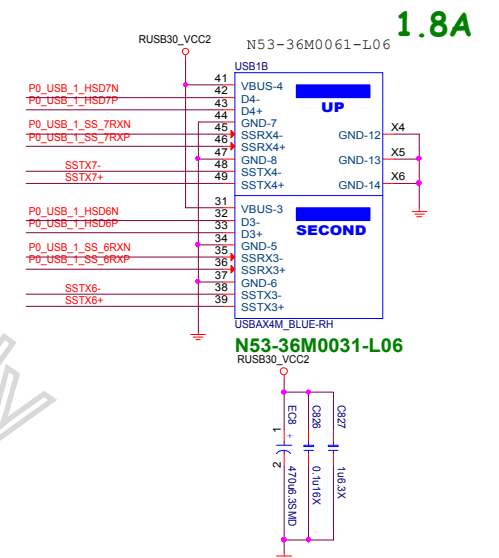 1.8A
RUSB30_VCC2
N53-36M0061-L06
USB1B
41 VBUS-4
P0_USB_1_HSD7N 42 D4-
P0_USB_1_HSD7P 43 D4+
44 GND-7
P0_USB_1_SS_7RXN 45 SSRX4-
P0_USB_1_SS_7RXP 46 SSRX4+
47 GND-8
SSTX7- 48 SSTX4-
SSTX7+ 49 SSTX4+
UP
GND-12 X4
GND-13 X5
GND-14 X6
31 VBUS-3
P0_USB_1_HSD6N 32 D3-
P0_USB_1_HSD6P 33 D3+
34 GND-5
P0_USB_1_SS_6RXN 35 SSRX3-
P0_USB_1_SS_6RXP 36 SSRX3+
37 GND-6
SSTX6- 38 SSTX3-
SSTX6+ 39 SSTX3+
SECOND
USBAX4M_BLUE-RH
N53-36M0031-L06
RUSB30_VCC2
EC8
1 +
2
470u6.3SMD
C826
0.1u16X
C827
1u6.3X